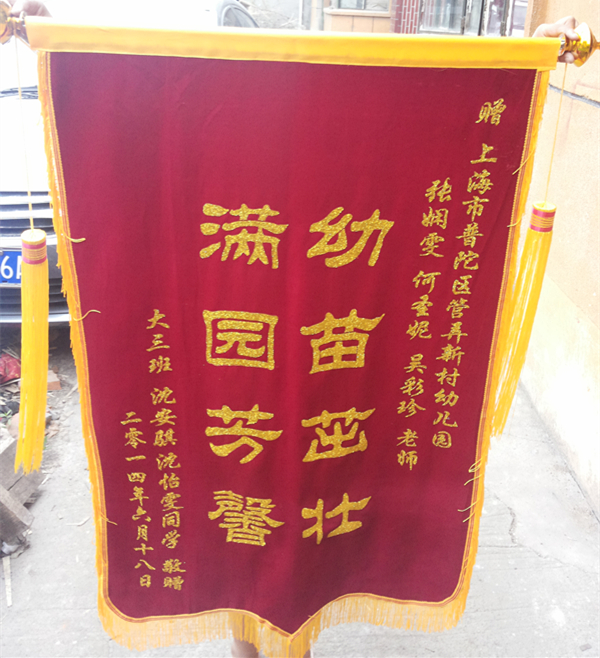 赠 上海市普陀区管弄新村幼儿园
张娴雯 何圣妮 吴彩珍 老师
幼苗茁壮
满园芳馨
大三班 沈安骐 沈怡雯同学 敬赠
二零一四年六月十八日